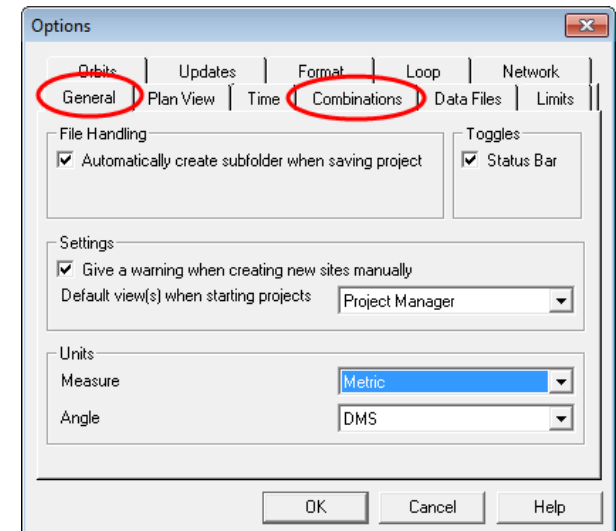 Options
Orbits Updates Format Loop Network
General Plan View Time Combinations Data Files Limits
File Handling Toggles
Automatically create subfolder when saving project Status Bar
Settings
Give a warning when creating new sites manually
Default view(s) when starting projects Project Manager
Units
Measure Metric
Angle DMS
OK Cancel Help